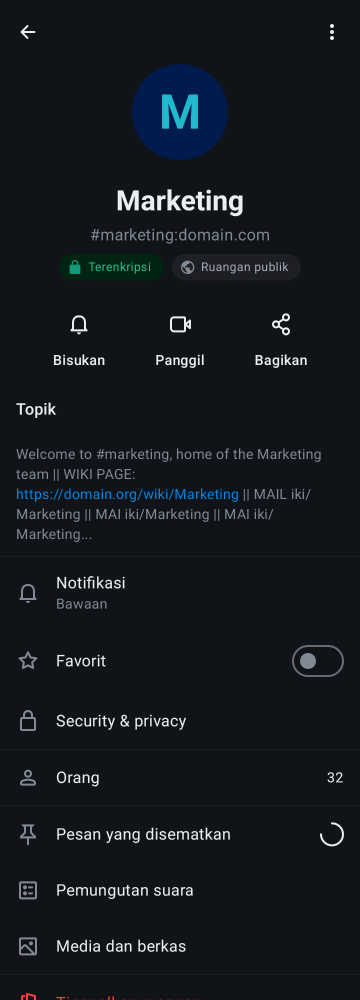 M
Marketing
#marketing:domain.com
Terenkripsi
Ruangan publik
Bisukan
Panggil
Bagikan
Topik
Welcome to #marketing, home of the Marketing
team || WIKI PAGE:
https://domain.org/wiki/Marketing || MAIL iki/
Marketing || MAI iki/Marketing || MAI iki/
Marketing...
Notifikasi
Bawaan
Favorit
Security & privacy
Orang
32
Pesan yang disematkan
Pemungutan suara
Media dan berkas